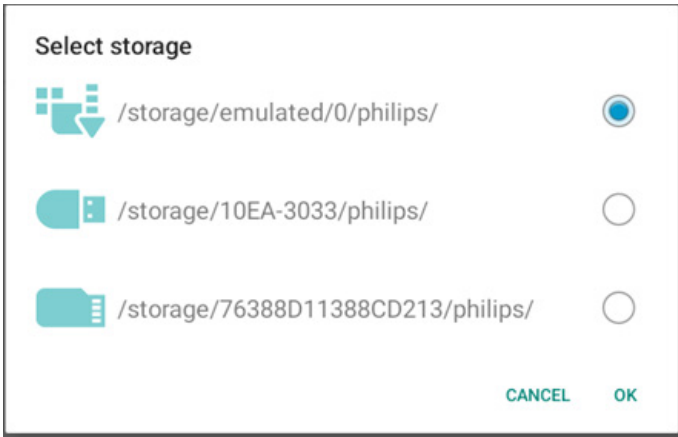 Select storage
/storage/emulated/0/philips/
/storage/10EA-3033/philips/
/storage/76388D11388CD213/philips/
CANCEL OK